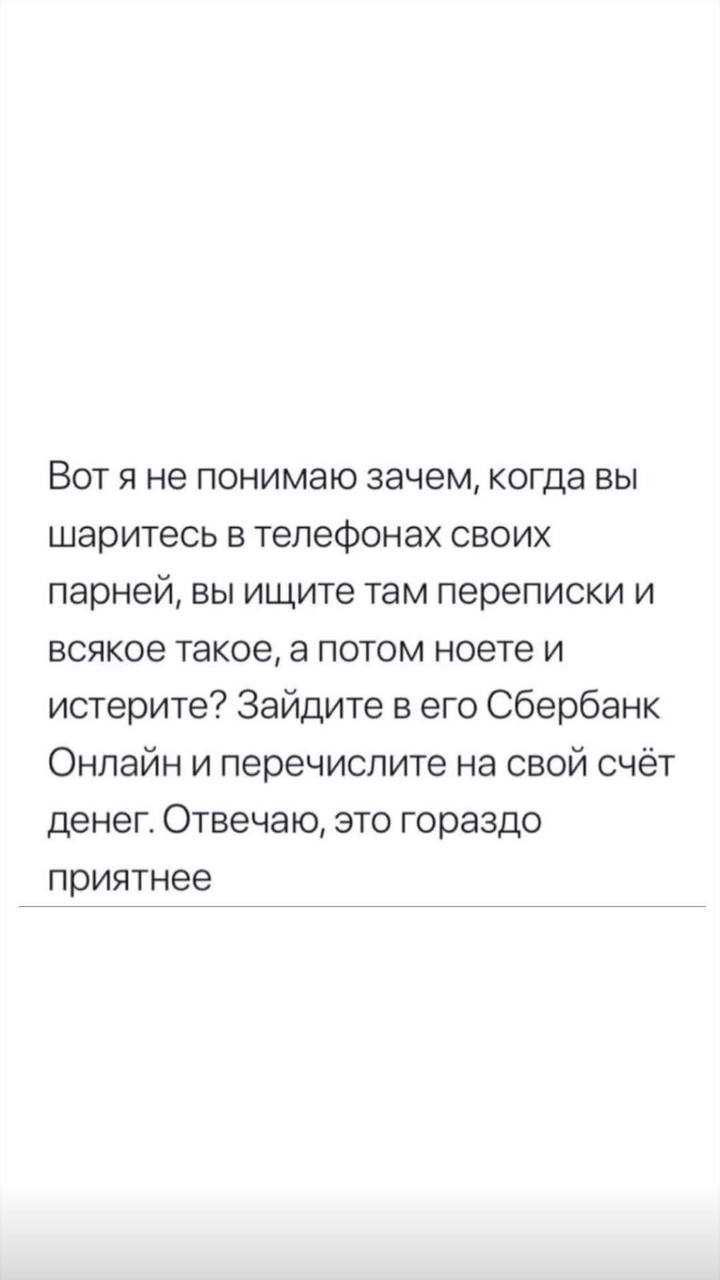 Вот я не понимаю зачем, когда вы
шаритесь в телефонах своих
парней, вы ищите там переписки и
всякое такое, а потом ноете и
истерите? Зайдите в его Сбербанк
Онлайн и перечислите на свой счёт
денег. Отвечаю, это гораздо
приятнее